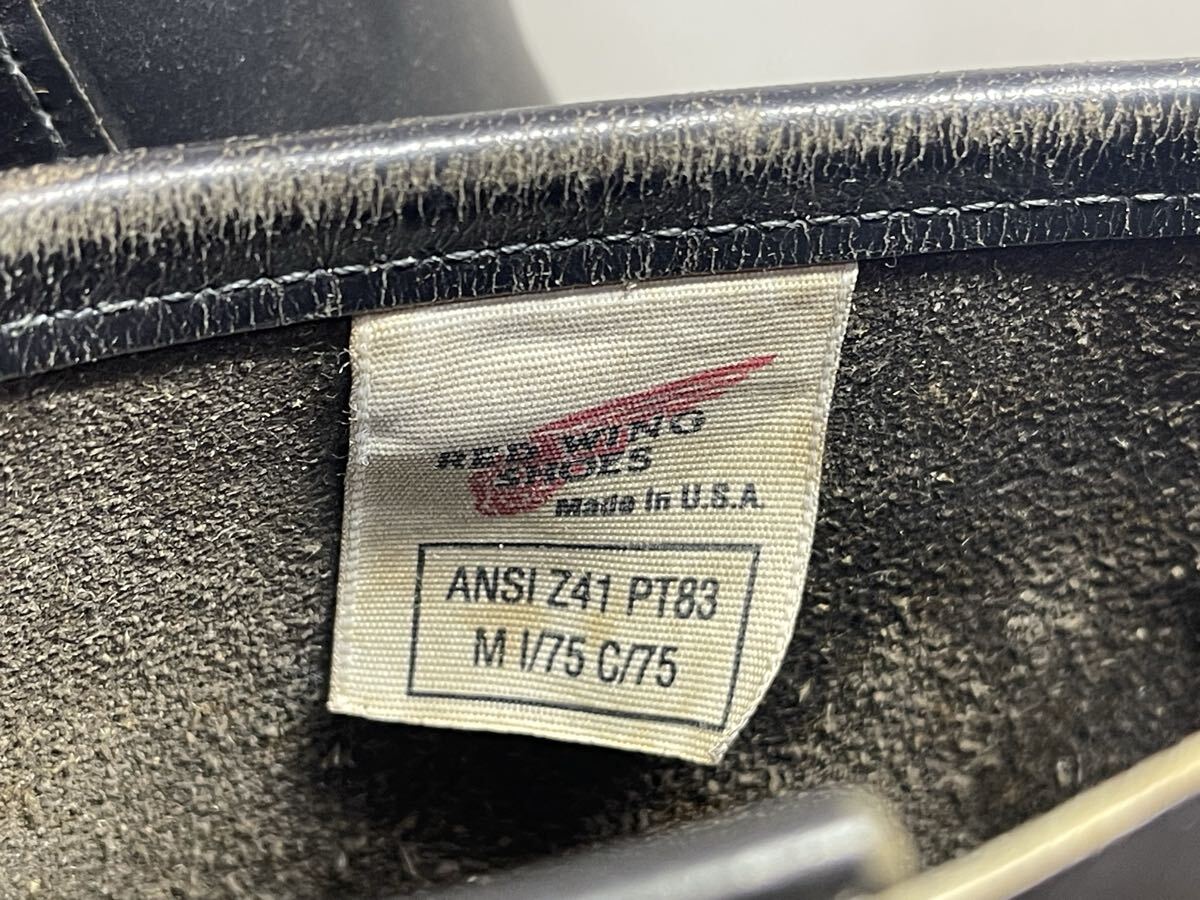 RED WING
SHOES
Made In U.S.A.
ANSI Z41 PT83
M I/75 C/75